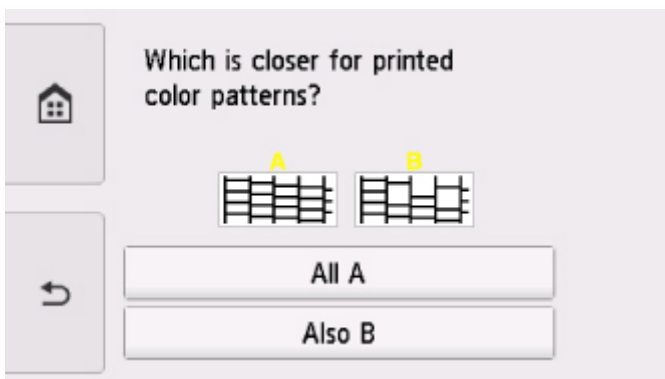 Which is closer for printed
color patterns?
A B
All A
Also B